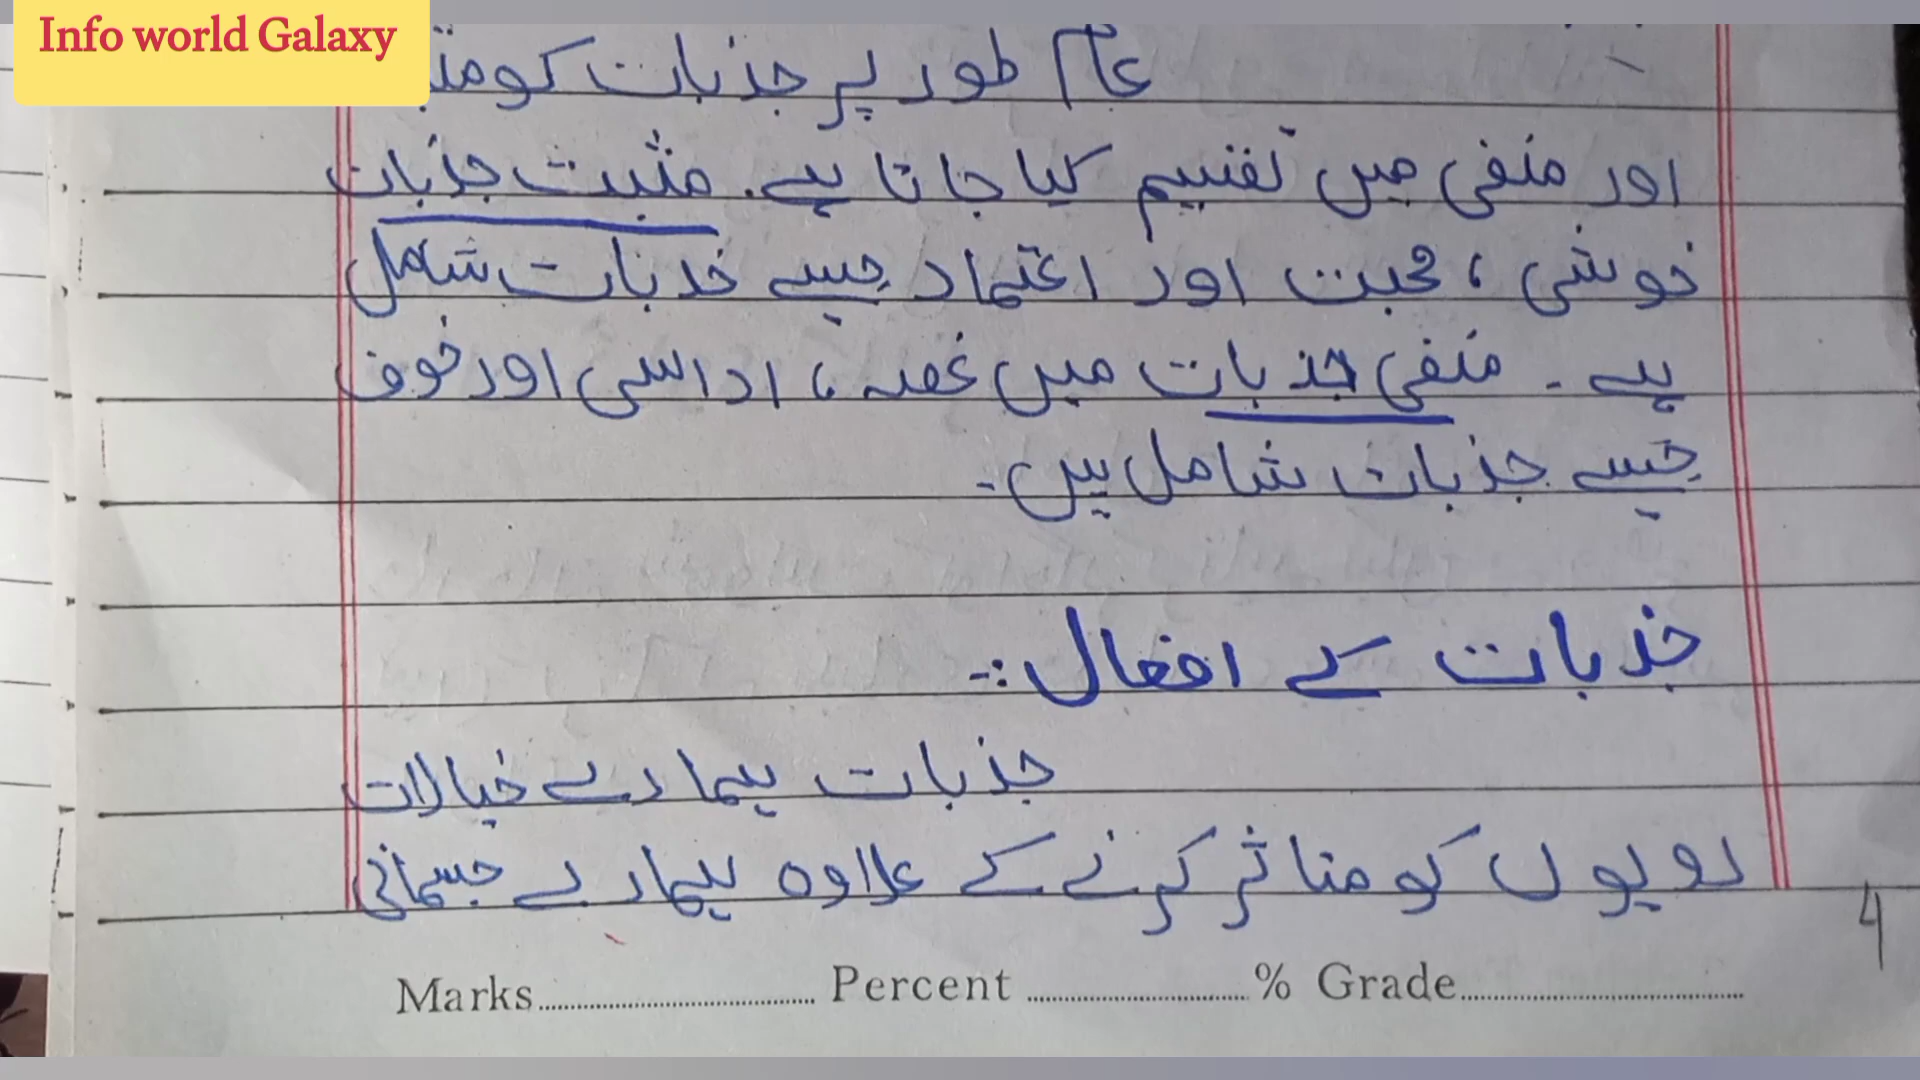 Info world Galaxy
عام طور پر جذبات کو
اور منفی میں تقسیم کیا جاتا ہے۔ مثبت جذبات
خوشی، محبت اور اعتماد جیسے جذبات شامل
ہے۔ منفی جذبات میں غصہ، اداسی اور خوف
جیسے جذبات شامل ہیں۔
جذبات کے افعال :-
جذبات ہمارے خیالات
رویوں کو متاثر کرنے کے علاوہ ہمارے جسمانی
4
Marks.................... Percent ....................% Grade....................